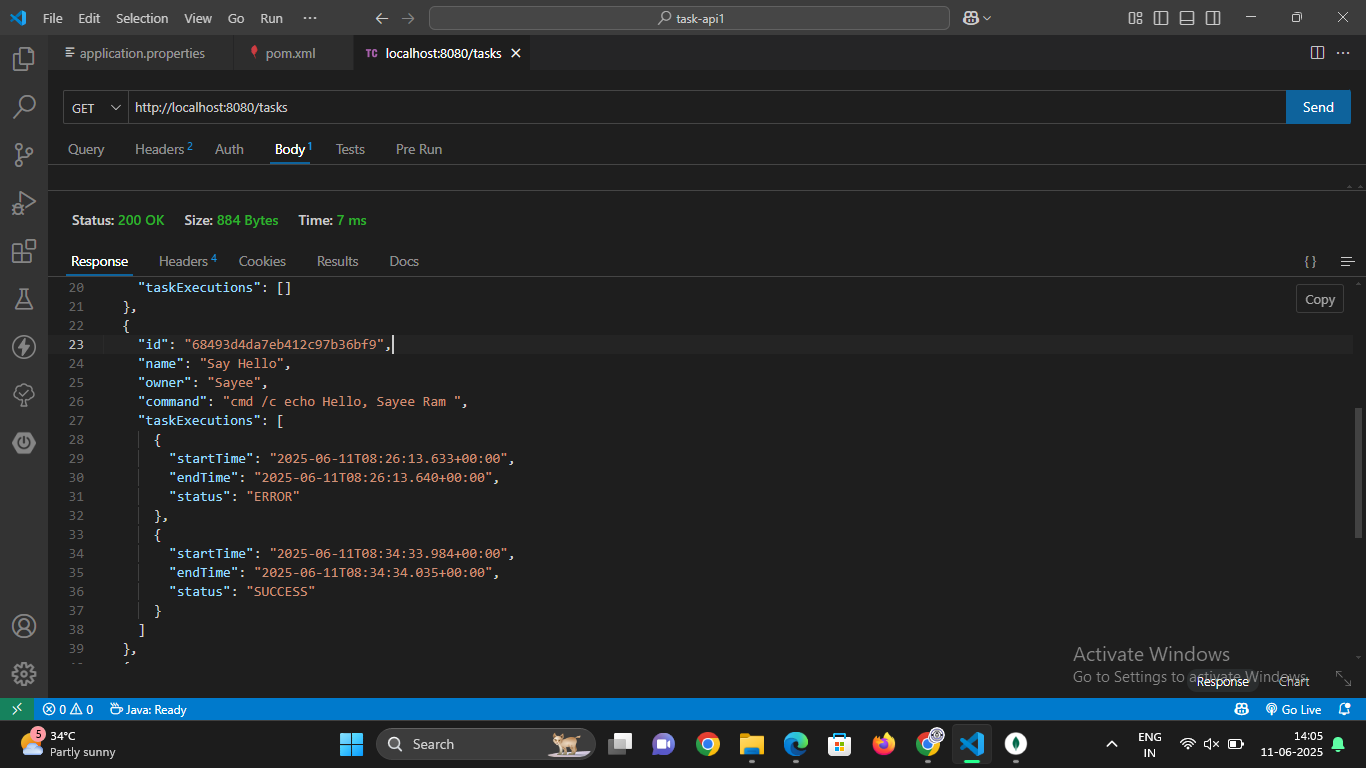 File Edit Selection View Go Run ··· task-api1
application.properties pom.xml TC localhost:8080/tasks
GET http://localhost:8080/tasks Send
Query Headers 2 Auth Body 1 Tests Pre Run
Status: 200 OK Size: 884 Bytes Time: 7 ms
Response Headers 4 Cookies Results Docs { }
Copy
20 "taskExecutions": []
21 },
22 {
23 "id": "68493d4da7eb412c97b36bf9",
24 "name": "Say Hello",
25 "owner": "Sayee",
26 "command": "cmd /c echo Hello, Sayee Ram ",
27 "taskExecutions": [
28 {
29 "startTime": "2025-06-11T08:26:13.633+00:00",
30 "endTime": "2025-06-11T08:26:13.640+00:00",
31 "status": "ERROR"
32 },
33 {
34 "startTime": "2025-06-11T08:34:33.984+00:00",
35 "endTime": "2025-06-11T08:34:34.035+00:00",
36 "status": "SUCCESS"
37 }
38 ]
39 },
Activate Windows
Go to Settings to activate Windows.
Response Chart
0 0 Java: Ready Go Live
5 34°C
Partly sunny
Search
ENG
IN
14:05
11-06-2025